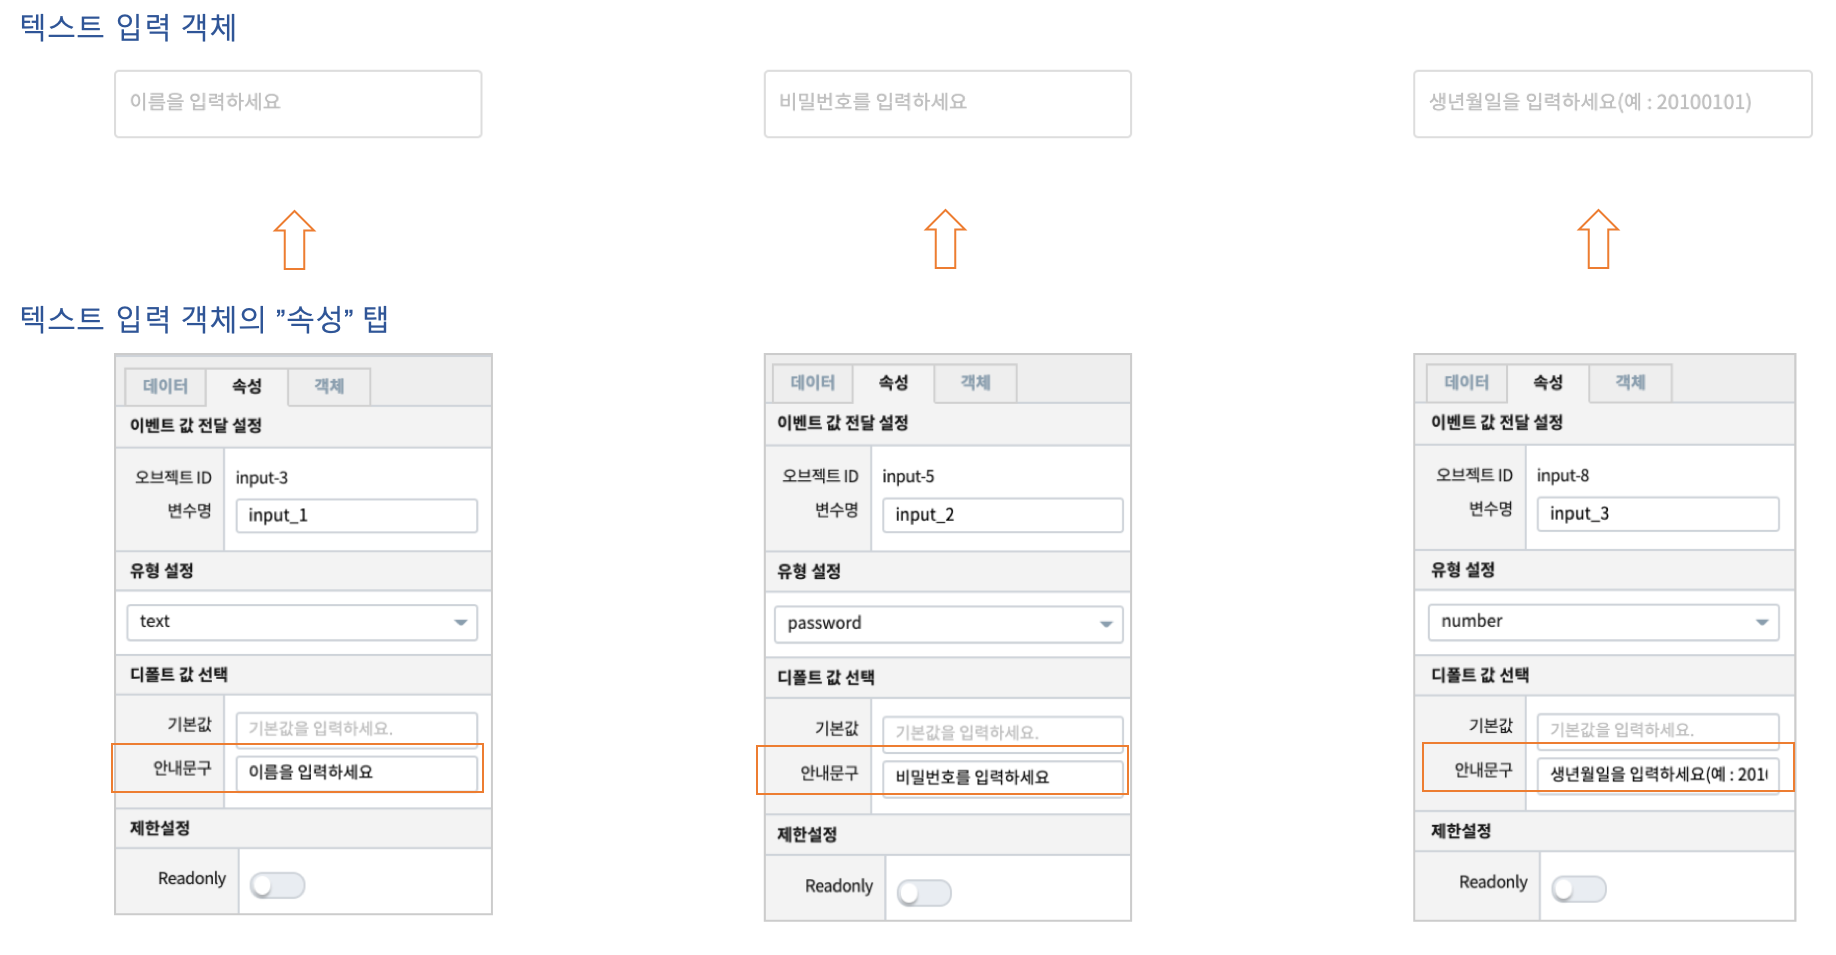 텍스트 입력 객체
이름을 입력하세요
비밀번호를 입력하세요
생년월일을 입력하세요(예 : 20100101)
텍스트 입력 객체의 ”속성” 탭
데이터 속성 객체
이벤트 값 전달 설정
오브젝트 ID input-3
변수명 input_1
유형 설정
text
디폴트 값 선택
기본값 기본값을 입력하세요.
안내문구 이름을 입력하세요
제한설정
Readonly
데이터 속성 객체
이벤트 값 전달 설정
오브젝트 ID input-5
변수명 input_2
유형 설정
password
디폴트 값 선택
기본값 기본값을 입력하세요.
안내문구 비밀번호를 입력하세요
제한설정
Readonly
데이터 속성 객체
이벤트 값 전달 설정
오브젝트 ID input-8
변수명 input_3
유형 설정
number
디폴트 값 선택
기본값 기본값을 입력하세요.
안내문구 생년월일을 입력하세요(예 : 201
제한설정
Readonly